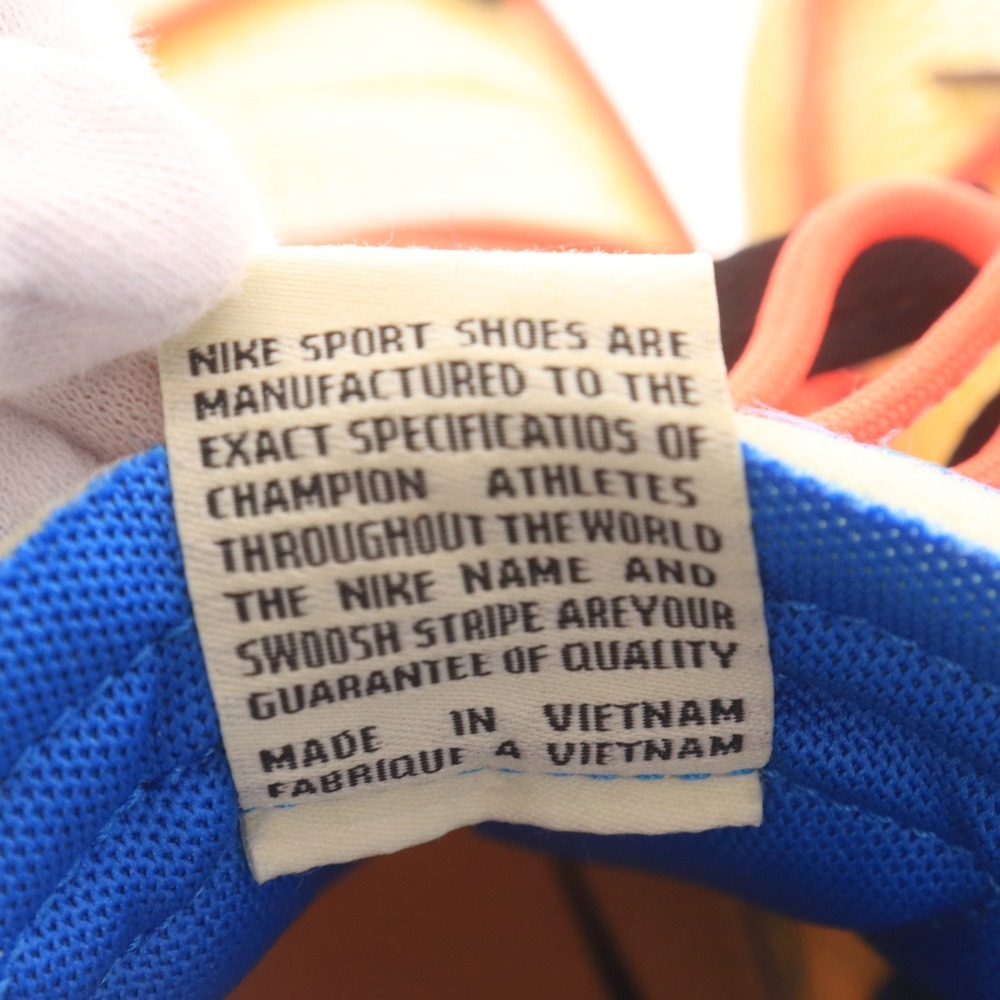 NIKE SPORT SHOES ARE
MANUFACTURED TO THE
EXACT SPECIFICATIOS OF
CHAMPION ATHLETES
THROUGHOUT THE WORLD
THE NIKE NAME AND
SWOOSH STRIPE AREYOUR
GUARANTEE OF QUALITY
MADE IN VIETNAM
FABRIQUE A VIETNAM